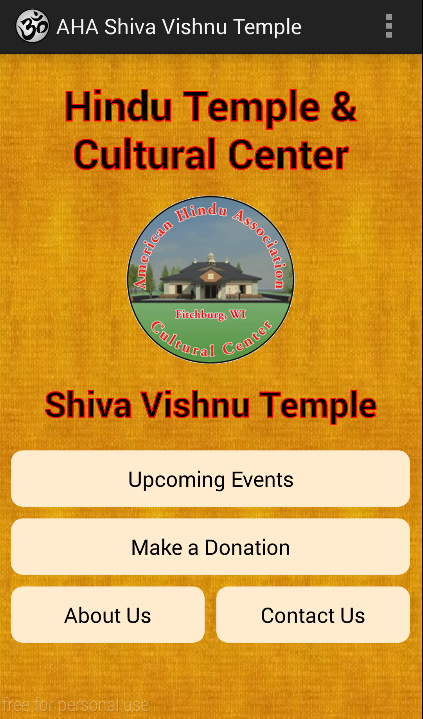 AHA Shiva Vishnu Temple
Hindu Temple &
Cultural Center
American Hindu Association
Fitchburg, WI
Cultural Center
Shiva Vishnu Temple
Upcoming Events
Make a Donation
About Us
Contact Us
free for personal use